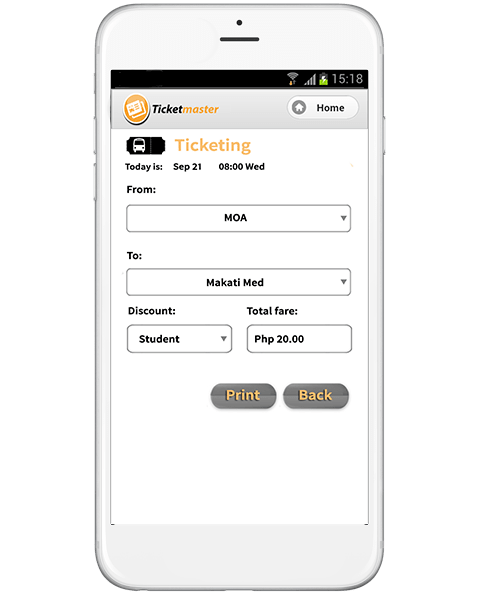 15:18
Ticketmaster
Home
Ticketing
Today is: Sep 21 08:00 Wed
From:
MOA
To:
Makati Med
Discount: Total fare:
Student Php 20.00
Print Back